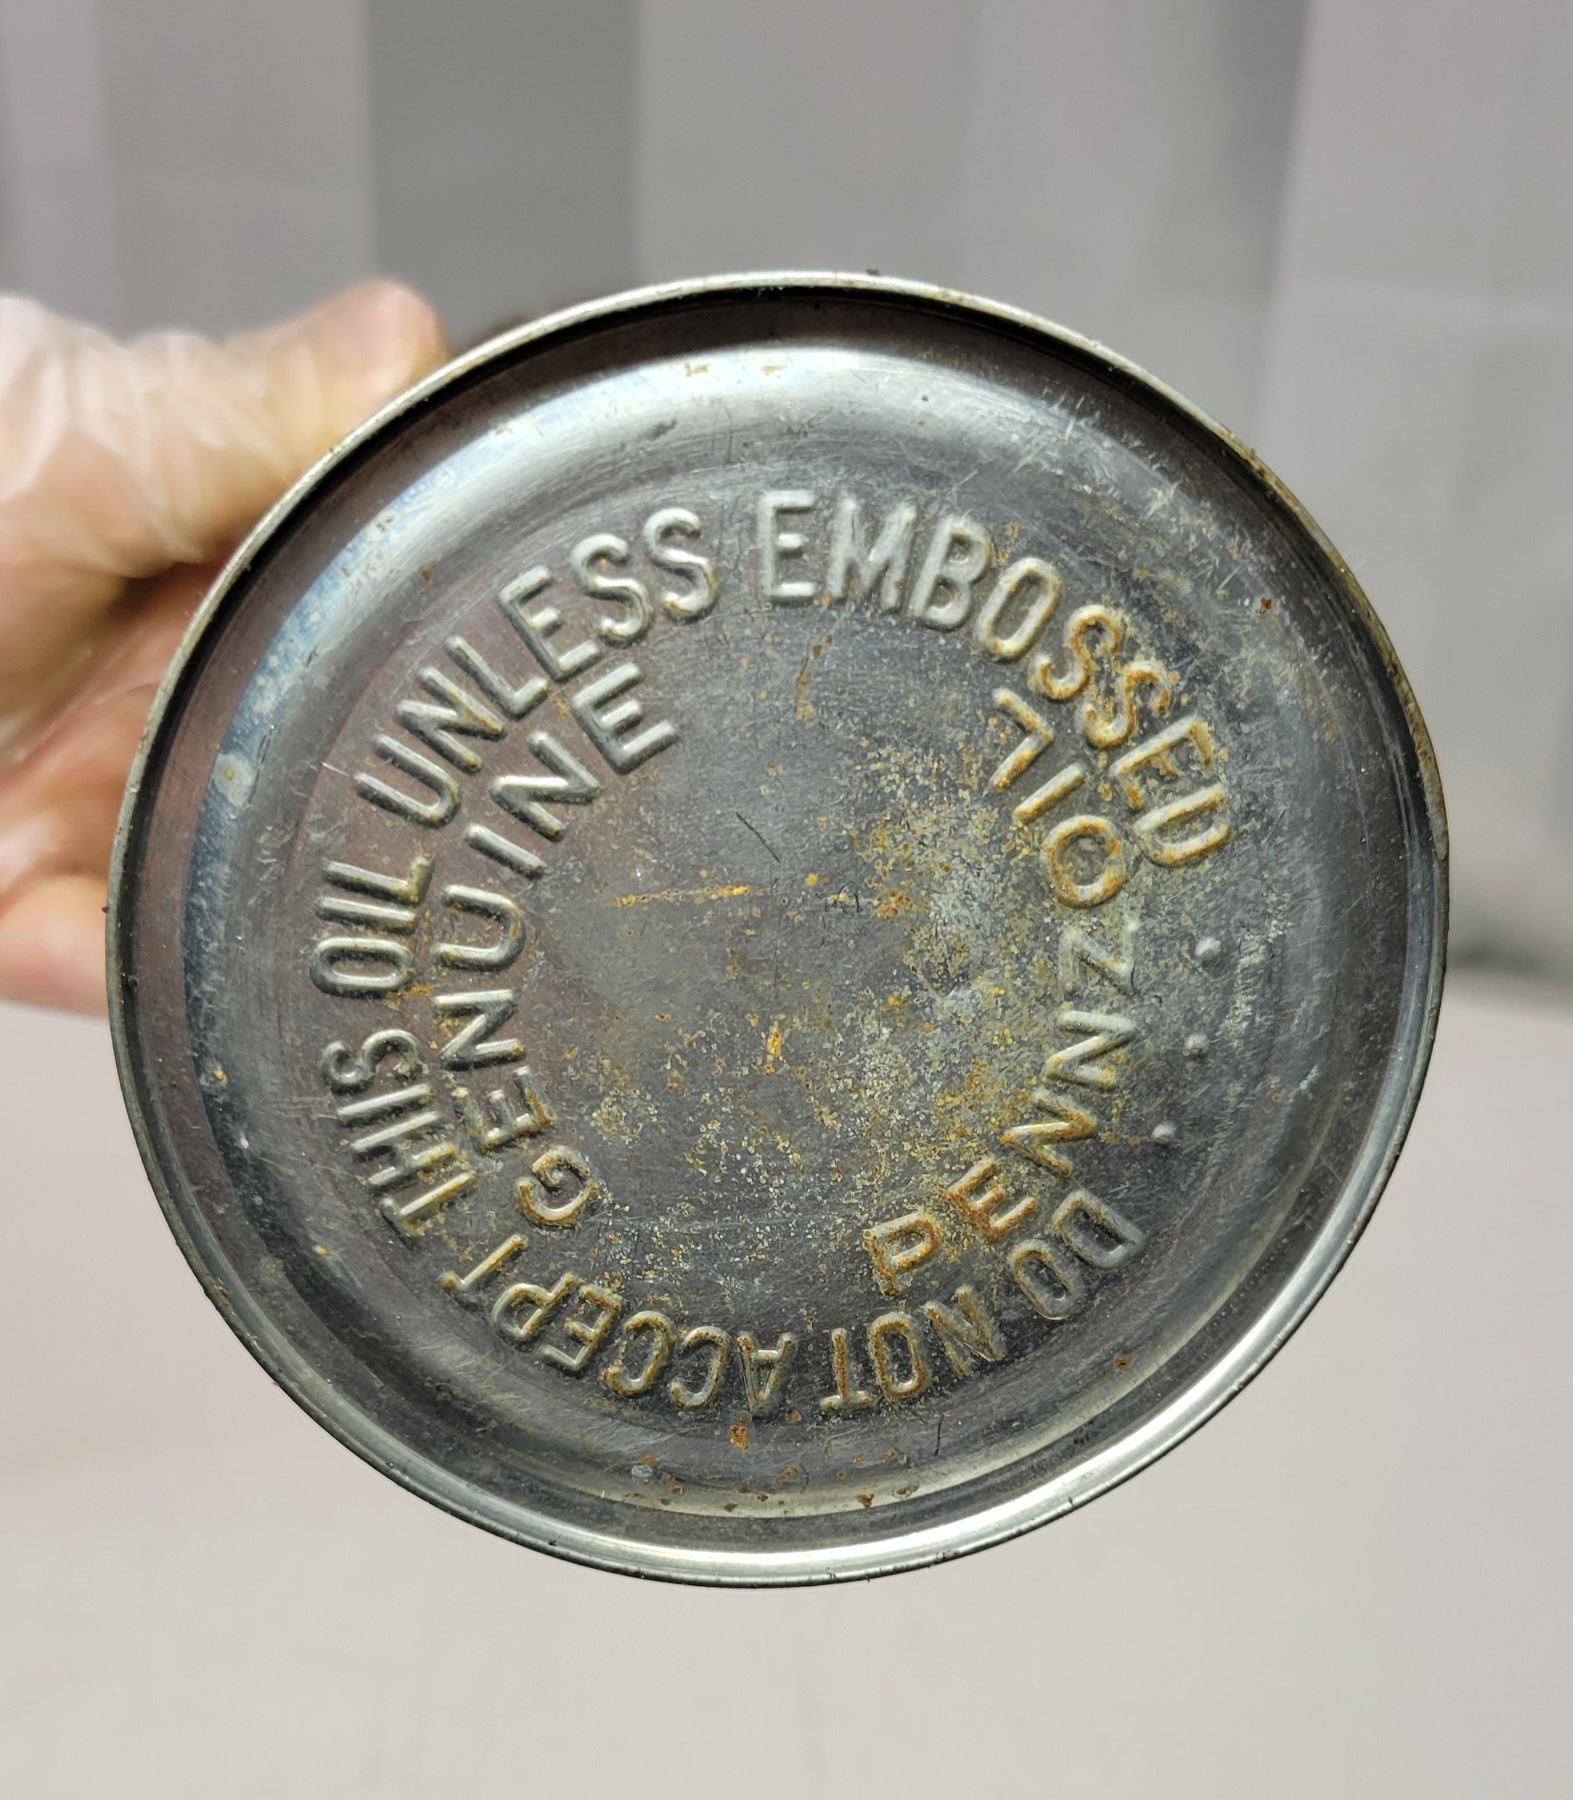 DO NOT ACCEPT THIS OIL UNLESS EMBOSSED
GENUINE
PENNZOIL